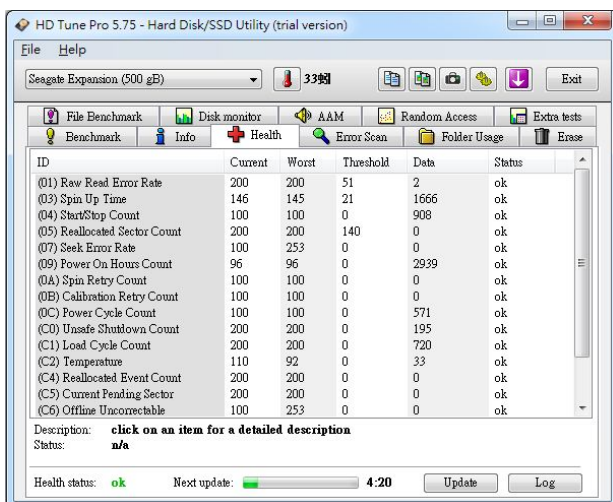 HD Tune Pro 5.75 - Hard Disk/SSD Utility (trial version)
File Help
Seagate Expansion (500 gB) 33蚓 Exit
File Benchmark Disk monitor AAM Random Access Extra tests
Benchmark Info Health Error Scan Folder Usage Erase
ID Current Worst Threshold Data Status
(01) Raw Read Error Rate 200 200 51 2 ok
(03) Spin Up Time 146 145 21 1666 ok
(04) Start/Stop Count 100 100 0 908 ok
(05) Reallocated Sector Count 200 200 140 0 ok
(07) Seek Error Rate 100 253 0 0 ok
(09) Power On Hours Count 96 96 0 2939 ok
(0A) Spin Retry Count 100 100 0 0 ok
(0B) Calibration Retry Count 100 100 0 0 ok
(0C) Power Cycle Count 100 100 0 571 ok
(C0) Unsafe Shutdown Count 200 200 0 195 ok
(C1) Load Cycle Count 200 200 0 720 ok
(C2) Temperature 110 92 0 33 ok
(C4) Reallocated Event Count 200 200 0 0 ok
(C5) Current Pending Sector 200 200 0 0 ok
(C6) Offline Uncorrectable 100 253 0 0 ok
Description: click on an item for a detailed description
Status: n/a
Health status: ok Next update: 4:20 Update Log